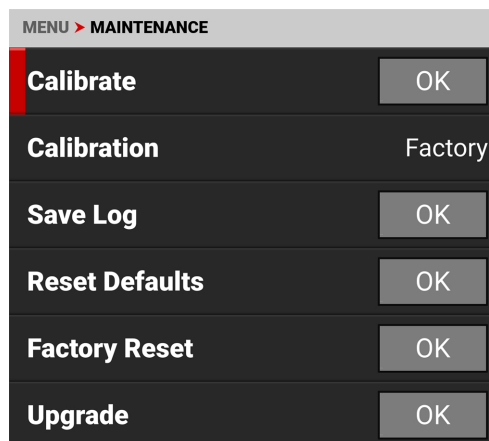 MENU ➤ MAINTENANCE
Calibrate OK
Calibration Factory
Save Log OK
Reset Defaults OK
Factory Reset OK
Upgrade OK